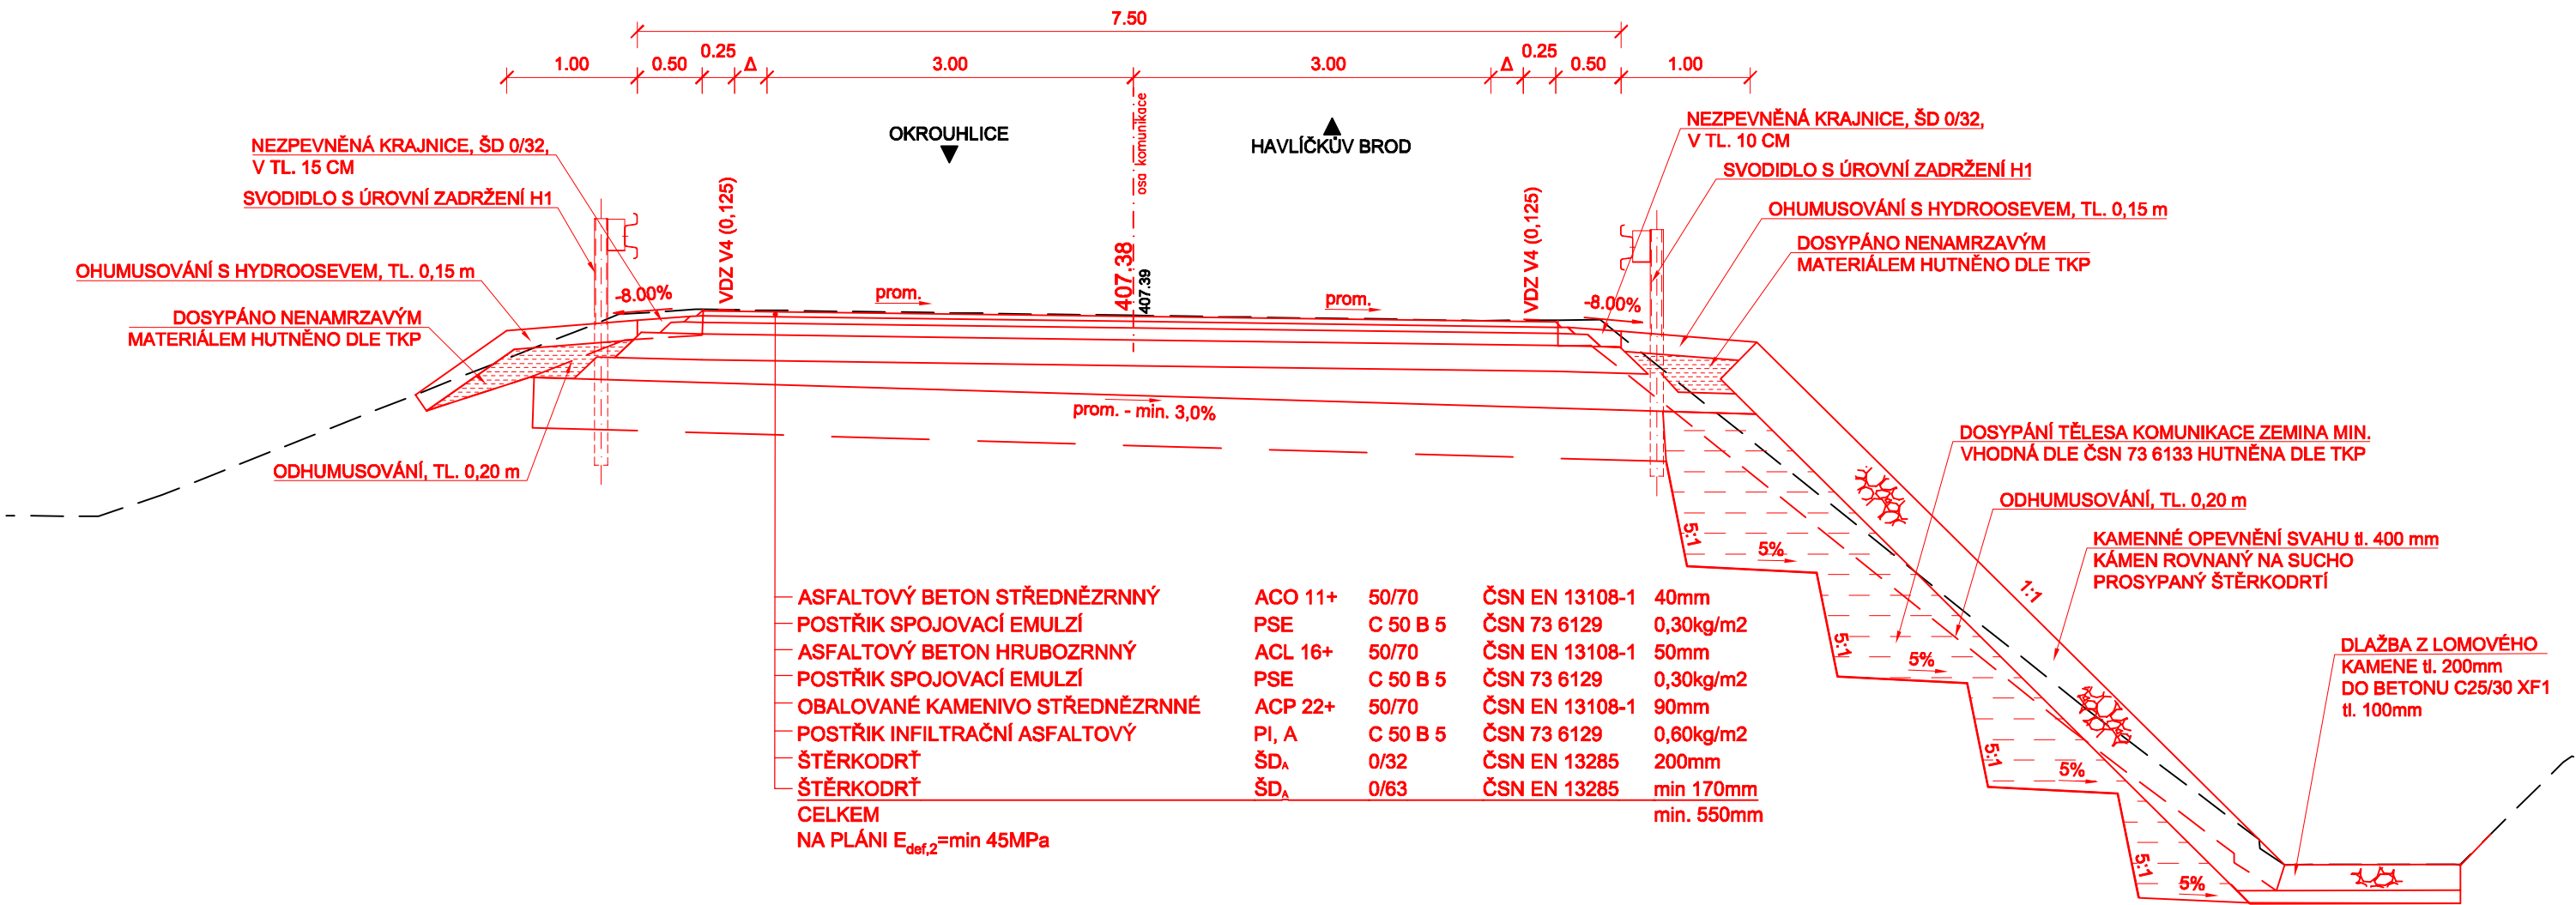 7.50
1.00 0.50 0.25 Δ 3.00 3.00 Δ 0.25 0.50 1.00
osa komunikace
OKROUHLICE
HAVLÍČKŮV BROD
NEZPEVNĚNÁ KRAJNICE, ŠD 0/32,
V TL. 15 CM
SVODIDLO S ÚROVNÍ ZADRŽENÍ H1
OHUMUSOVÁNÍ S HYDROOSEVEM, TL. 0,15 m
DOSYPÁNO NENAMRZAVÝM
MATERIÁLEM HUTNĚNO DLE TKP
ODHUMUSOVÁNÍ, TL. 0,20 m
-8.00%
VDZ V4 (0,125)
prom.
407.38
407.39
prom.
VDZ V4 (0,125)
-8.00%
prom. - min. 3,0%
NEZPEVNĚNÁ KRAJNICE, ŠD 0/32,
V TL. 10 CM
SVODIDLO S ÚROVNÍ ZADRŽENÍ H1
OHUMUSOVÁNÍ S HYDROOSEVEM, TL. 0,15 m
DOSYPÁNO NENAMRZAVÝM
MATERIÁLEM HUTNĚNO DLE TKP
DOSYPÁNÍ TĚLESA KOMUNIKACE ZEMINA MIN.
VHODNÁ DLE ČSN 73 6133 HUTNĚNA DLE TKP
ODHUMUSOVÁNÍ, TL. 0,20 m
KAMENNÉ OPEVNĚNÍ SVAHU tl. 400 mm
KÁMEN ROVNANÝ NA SUCHO
PROSYPANÝ ŠTĚRKODRTÍ
DLAŽBA Z LOMOVÉHO
KAMENE tl. 200mm
DO BETONU C25/30 XF1
tl. 100mm
1:1
5:1
5%
5:1
5%
5:1
5%
5:1
5%
ASFALTOVÝ BETON STŘEDNĚZRNNÝ ACO 11+ 50/70 ČSN EN 13108-1 40mm
POSTŘIK SPOJOVACÍ EMULZÍ PSE C 50 B 5 ČSN 73 6129 0,30kg/m2
ASFALTOVÝ BETON HRUBOZRNNÝ ACL 16+ 50/70 ČSN EN 13108-1 50mm
POSTŘIK SPOJOVACÍ EMULZÍ PSE C 50 B 5 ČSN 73 6129 0,30kg/m2
OBALOVANÉ KAMENIVO STŘEDNĚZRNNÉ ACP 22+ 50/70 ČSN EN 13108-1 90mm
POSTŘIK INFILTRAČNÍ ASFALTOVÝ PI, A C 50 B 5 ČSN 73 6129 0,60kg/m2
ŠTĚRKODRŤ ŠDA 0/32 ČSN EN 13285 200mm
ŠTĚRKODRŤ ŠDA 0/63 ČSN EN 13285 min 170mm
CELKEM min. 550mm
NA PLÁNI Edef,2=min 45MPa